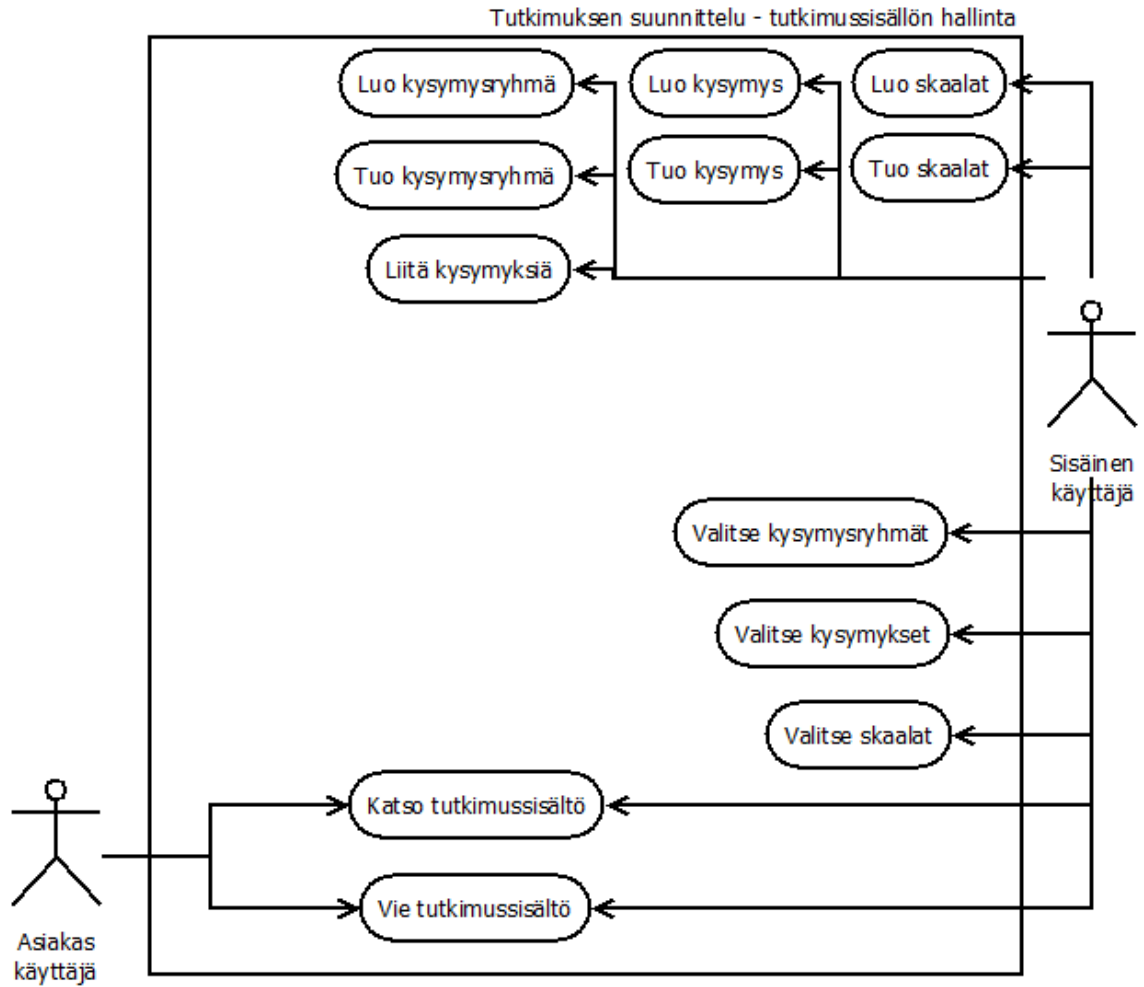 Tutkimuksen suunnittelu - tutkimussisällön hallinta
Luo kysymysryhmä
Luo kysymys
Luo skaalat
Tuo kysymysryhmä
Tuo kysymys
Tuo skaalat
Liitä kysymyksiä
Sisäinen
käyttäjä
Valitse kysymysryhmät
Valitse kysymykset
Valitse skaalat
Katso tutkimussisältö
Vie tutkimussisältö
Asiakas
käyttäjä